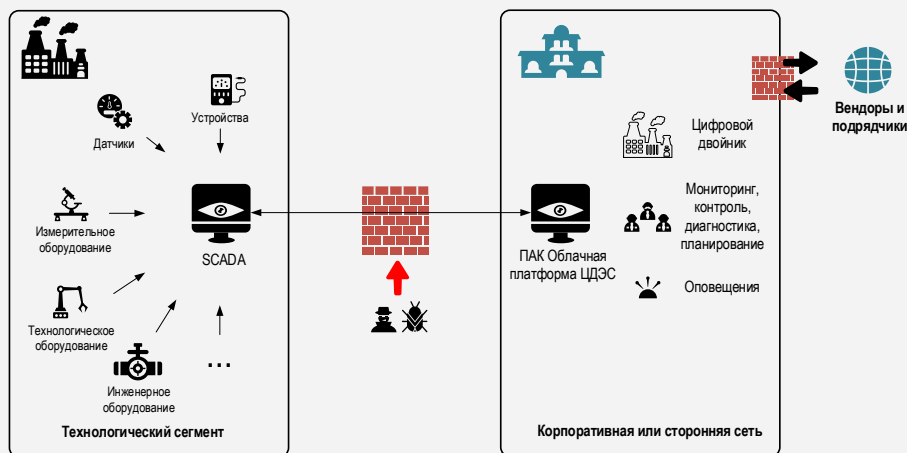 Датчики
Устройства
Измерительное
оборудование
SCADA
Технологическое
оборудование
Инженерное
оборудование
...
Технологический сегмент
ПАК Облачная
платформа ЦДЭС
Цифровой
двойник
Мониторинг,
контроль,
диагностика,
планирование
Оповещения
Корпоративная или сторонняя сеть
Вендоры и
подрядчики